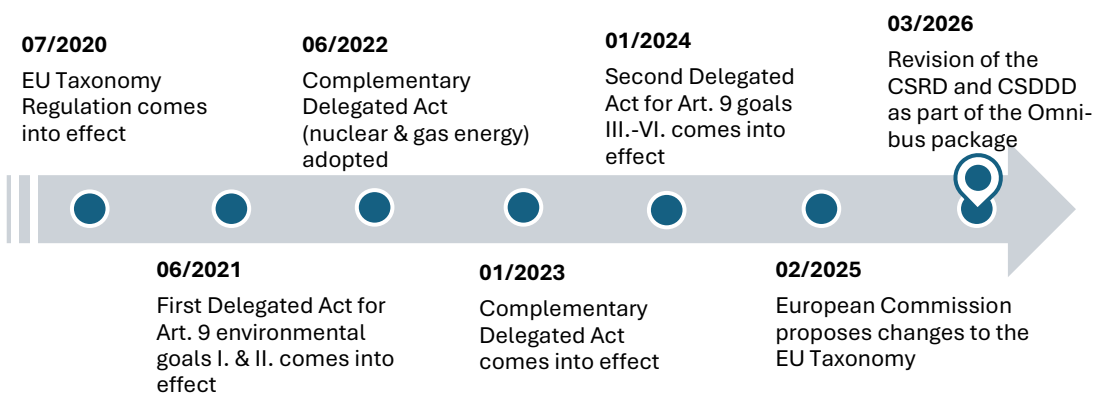 07/2020
EU Taxonomy
Regulation comes
into effect
06/2022
Complementary
Delegated Act
(nuclear & gas energy)
adopted
01/2024
Second Delegated
Act for Art. 9 goals
III.-VI. comes into
effect
03/2026
Revision of the
CSRD and CSDDD
as part of the Omni-
bus package
06/2021
First Delegated Act for
Art. 9 environmental
goals I. & II. comes into
effect
01/2023
Complementary
Delegated Act
comes into effect
02/2025
European Commission
proposes changes to the
EU Taxonomy